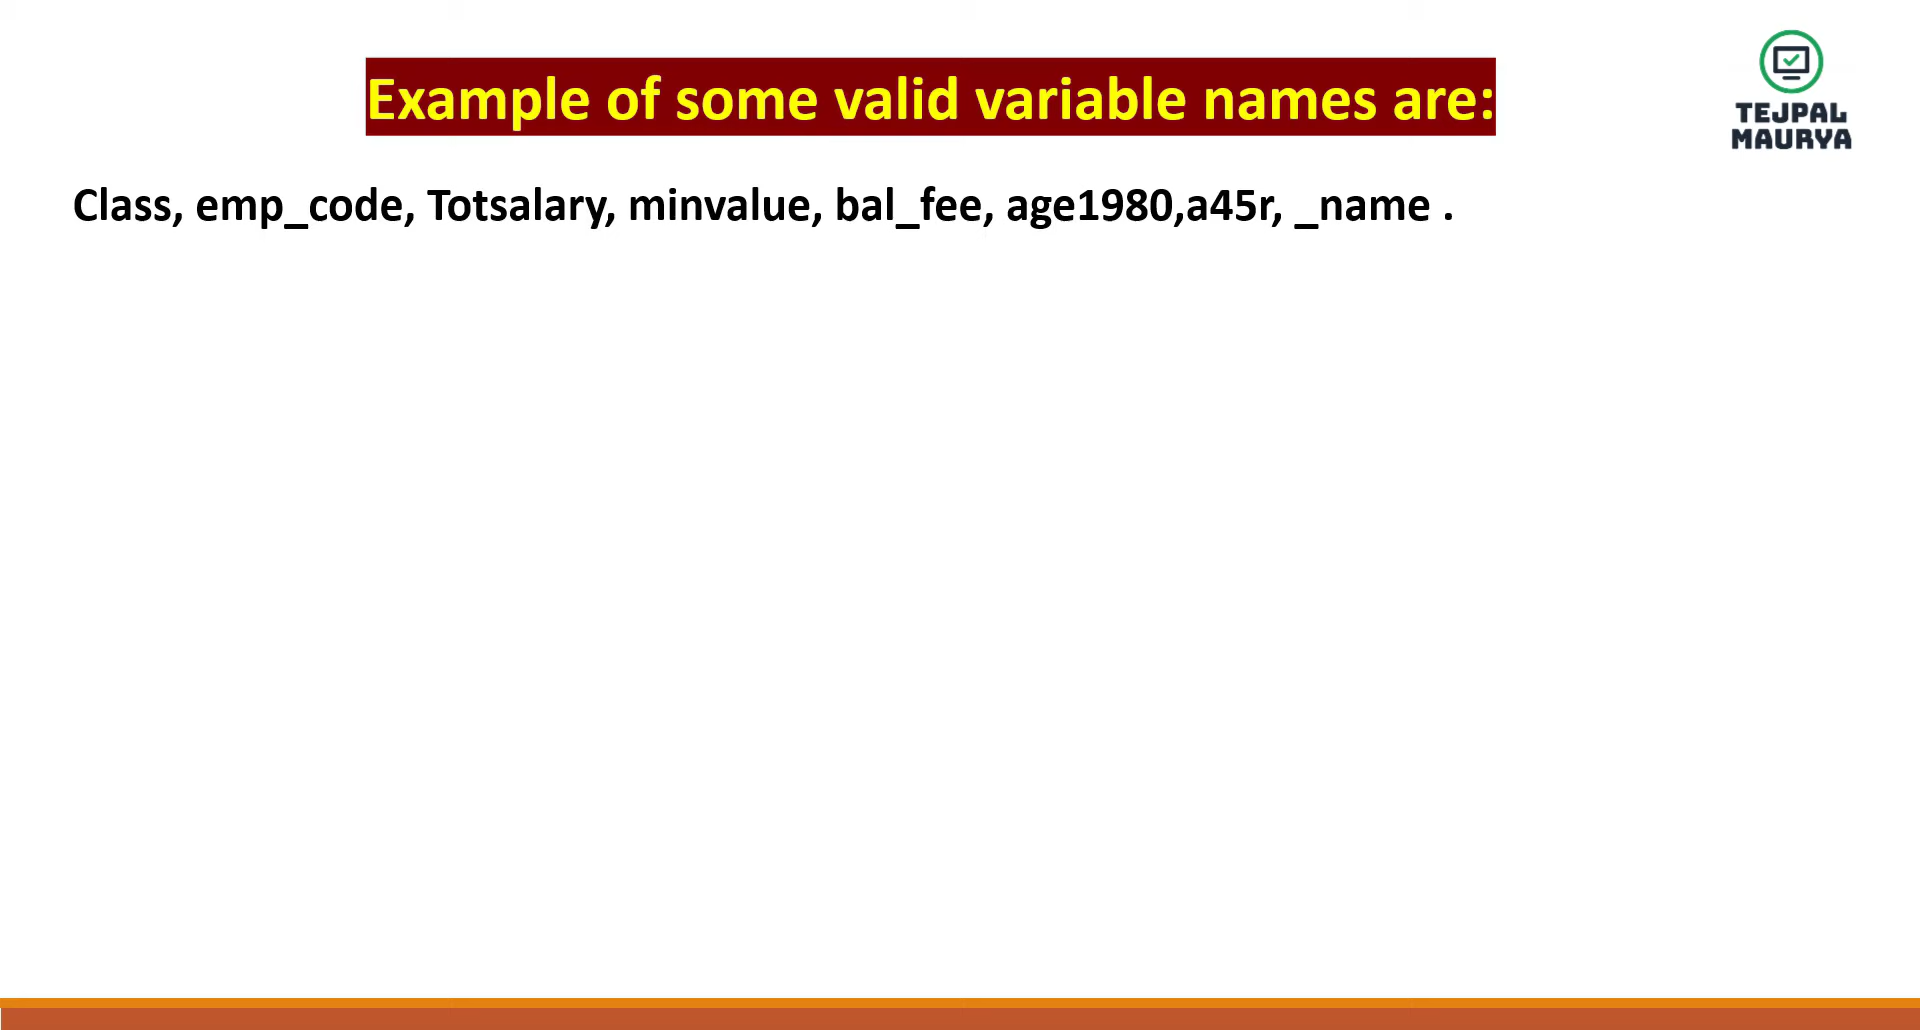 Example of some valid variable names are:
TEJPAL
MAURYA
Class, emp_code, Totsalary, minvalue, bal_fee, age1980,a45r, _name .